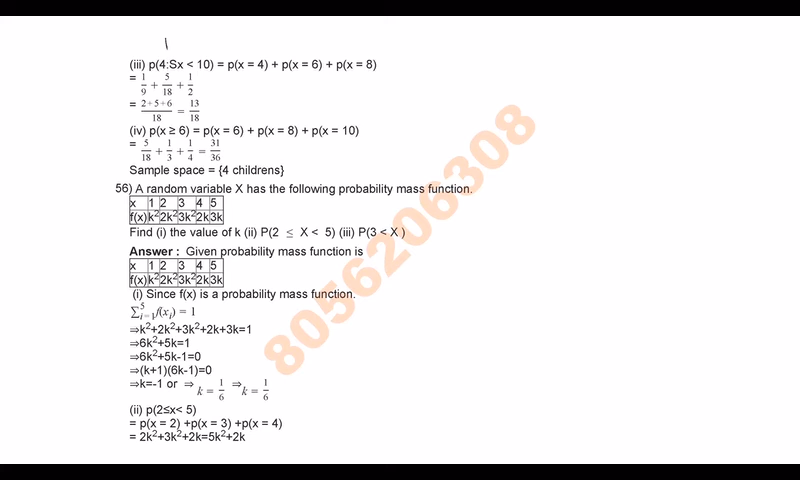 (iii) p(4:Sx < 10) = p(x = 4) + p(x = 6) + p(x = 8)
= 1/9 + 5/18 + 1/2
= 2+5+6/18 = 13/18
(iv) p(x ≥ 6) = p(x = 6) + p(x = 8) + p(x = 10)
= 5/18 + 1/3 + 1/4 = 31/36
Sample space = {4 childrens}
56) A random variable X has the following probability mass function.
x 1 2 3 4 5
f(x) k² 2k² 3k² 2k 3k
Find (i) the value of k (ii) P(2 ≤ X < 5) (iii) P(3 < X )
Answer : Given probability mass function is
x 1 2 3 4 5
f(x) k² 2k² 3k² 2k 3k
(i) Since f(x) is a probability mass function.
∑⁵ᵢ₌₁ f(xᵢ) = 1
⇒k²+2k²+3k²+2k+3k=1
⇒6k²+5k=1
⇒6k²+5k-1=0
⇒(k+1)(6k-1)=0
⇒k=-1 or ⇒ k = 1/6 ⇒ k = 1/6
(ii) p(2≤x< 5)
= p(x = 2) +p(x = 3) +p(x = 4)
= 2k²+3k²+2k=5k²+2k
8056206308